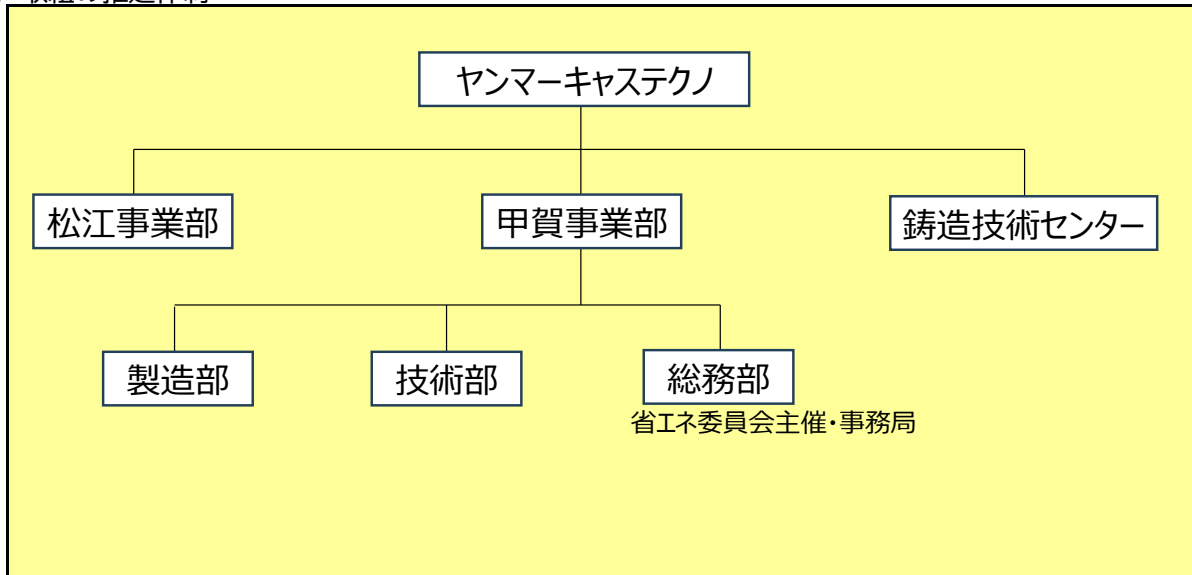 ヤンマーキャステクノ
松江事業部
甲賀事業部
鋳造技術センター
製造部
技術部
総務部
省エネ委員会主催・事務局